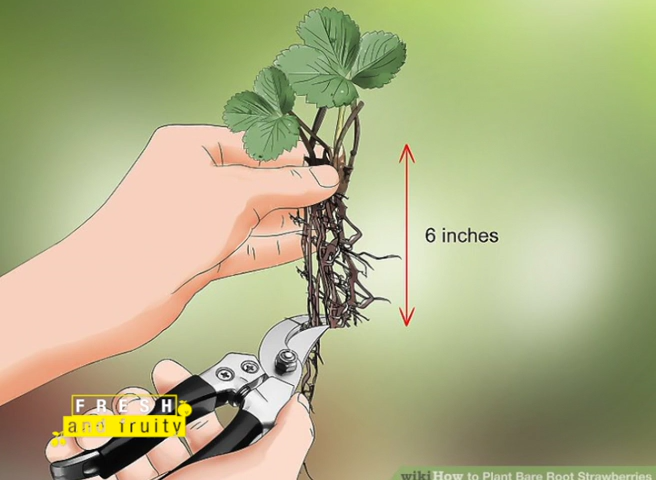 6 inches
FRESH
and fruity
wikiHow to Plant Bare Root Strawberries